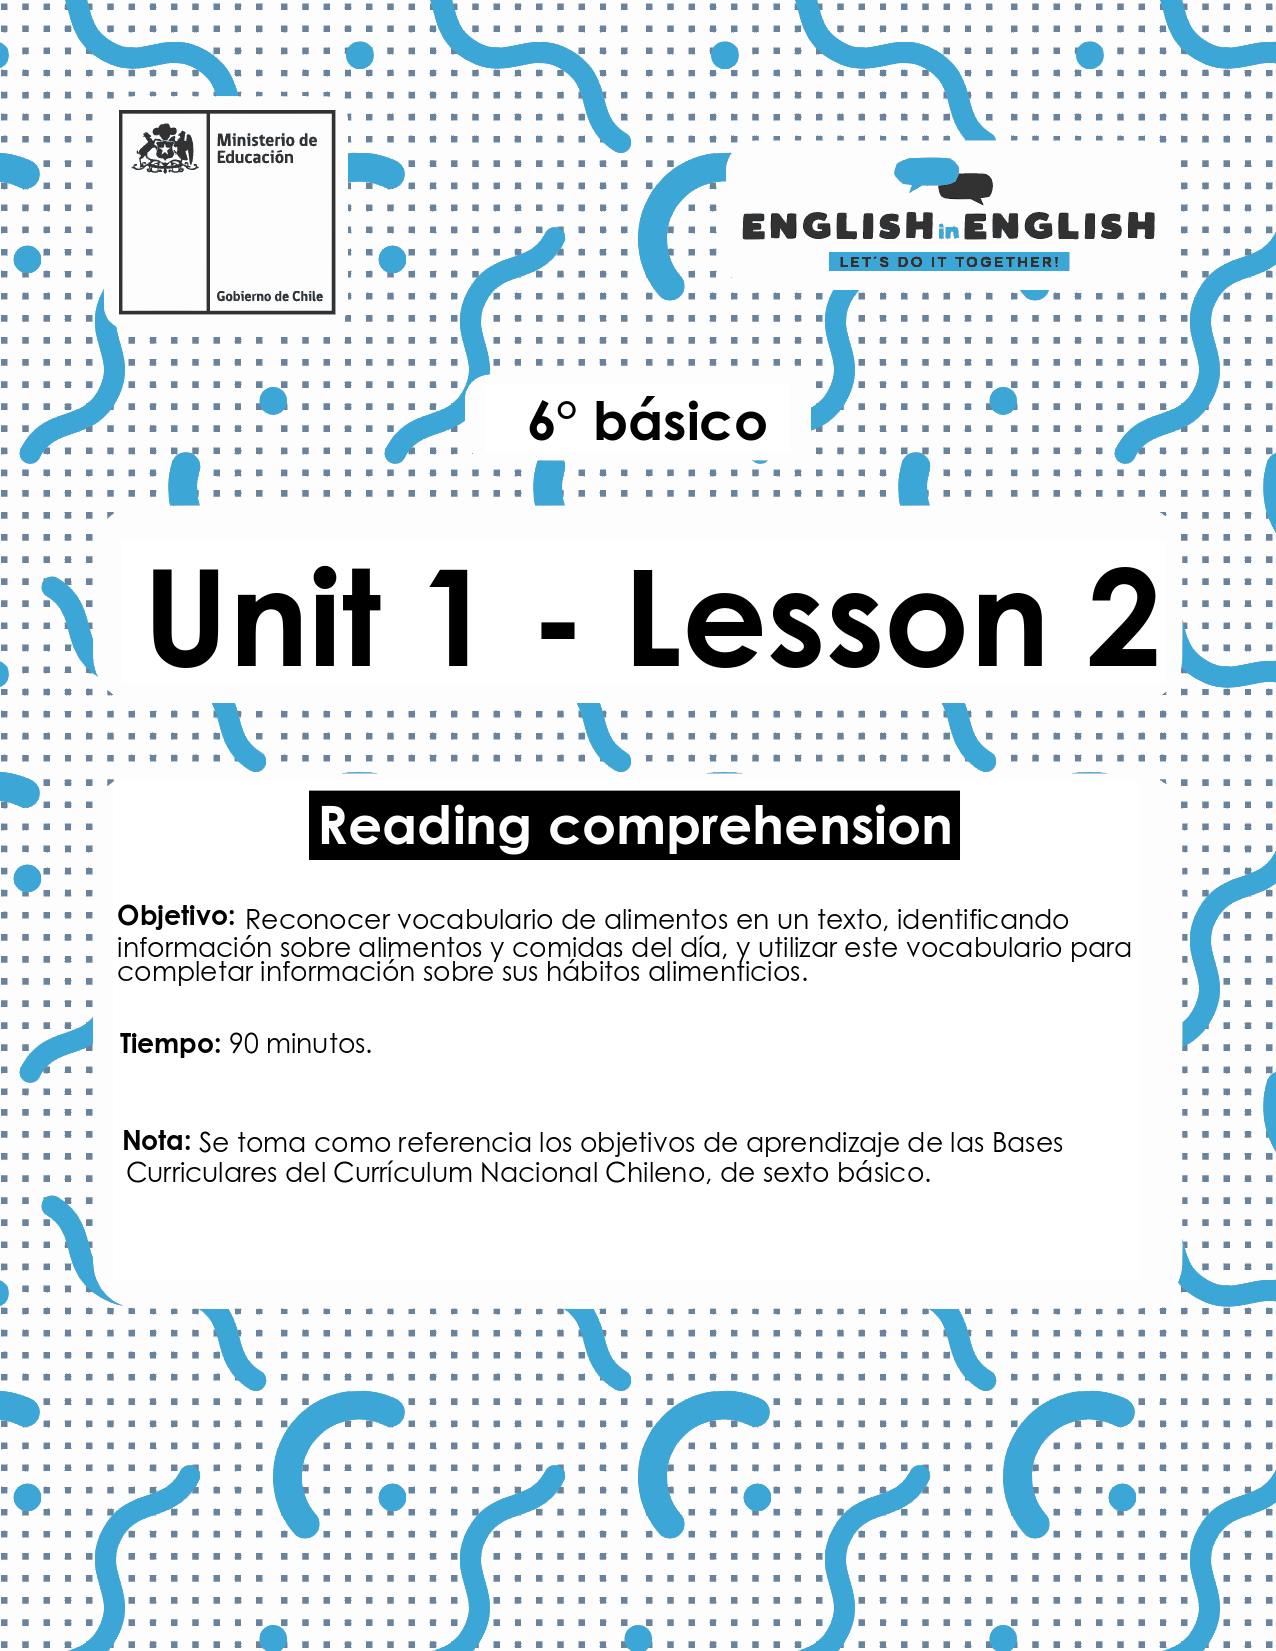 Ministerio de
Educación
Gobierno de Chile
ENGLISH in ENGLISH
LET´S DO IT TOGETHER!
6° básico
Unit 1 - Lesson 2
Reading comprehension
Objetivo: Reconocer vocabulario de alimentos en un texto, identificando
información sobre alimentos y comidas del día, y utilizar este vocabulario para
completar información sobre sus hábitos alimenticios.
Tiempo: 90 minutos.
Nota: Se toma como referencia los objetivos de aprendizaje de las Bases
Curriculares del Currículum Nacional Chileno, de sexto básico.